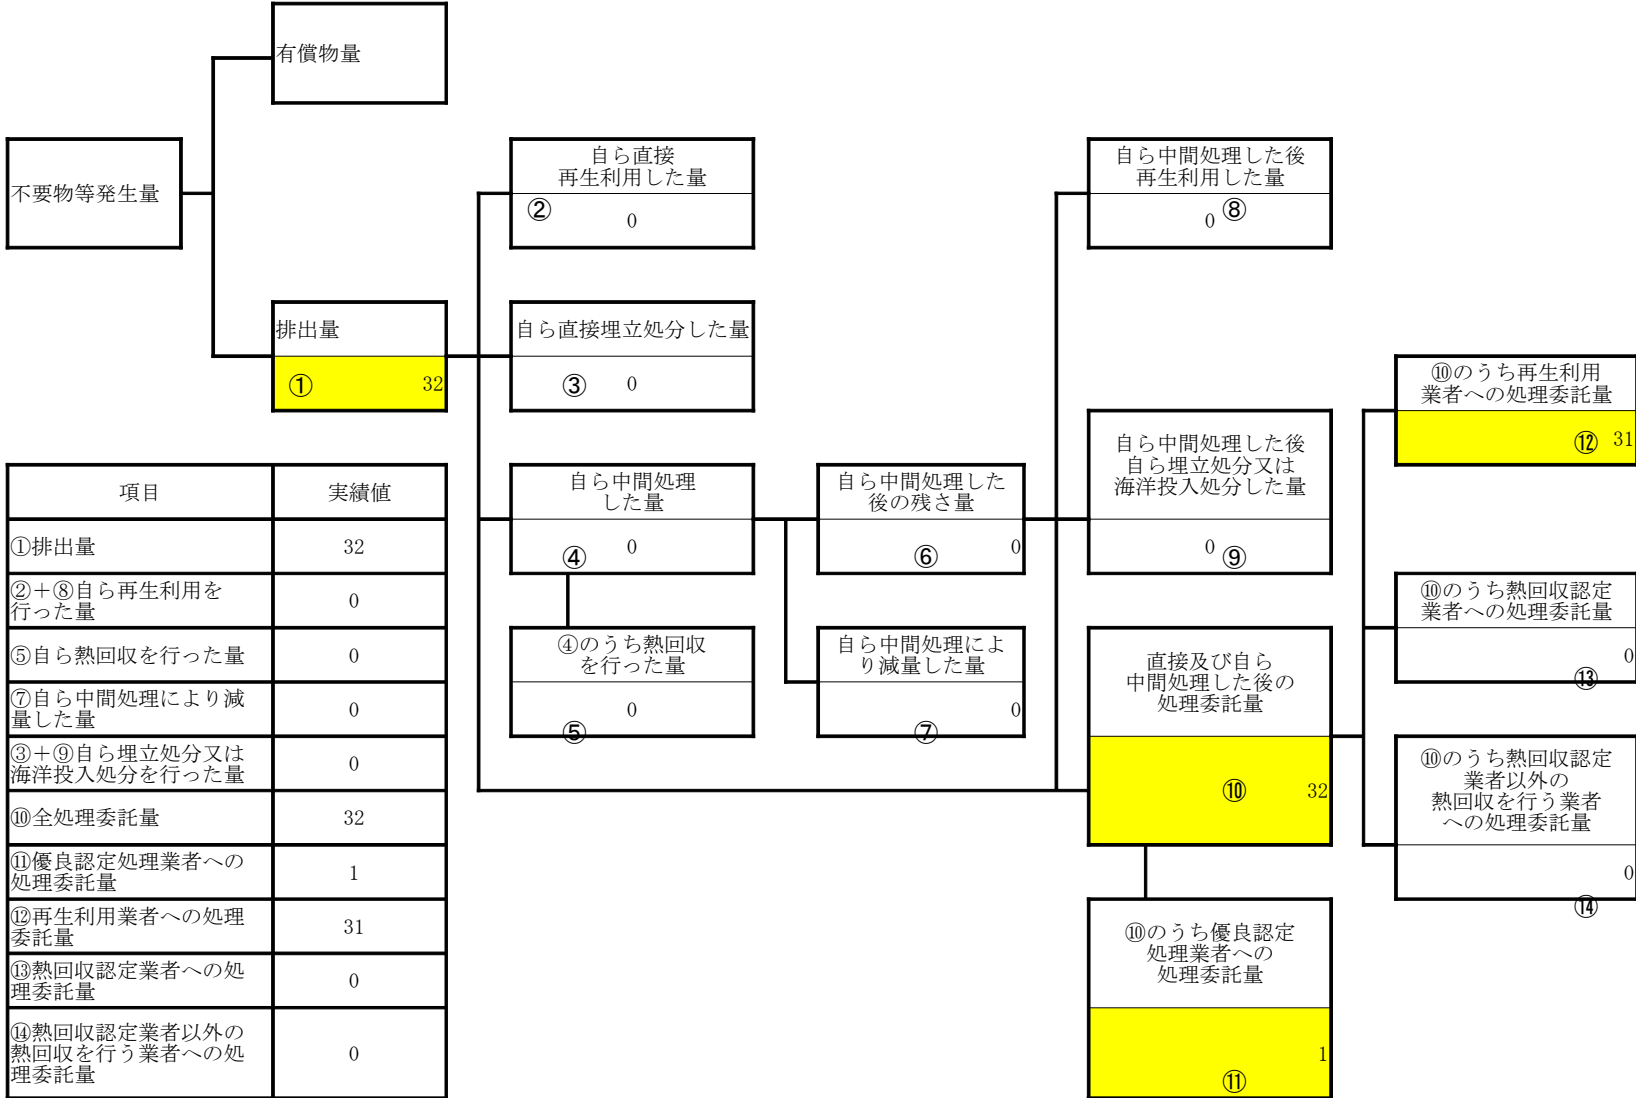 有償物量
不要物等発生量
排出量
① 32
自ら直接
再生利用した量
② 0
自ら直接埋立処分した量
③ 0
自ら中間処理
した量
④ 0
④のうち熱回収
を行った量
0
⑤
自ら中間処理した
後の残さ量
⑥ 0
自ら中間処理によ
り減量した量
0
⑦
自ら中間処理した後
再生利用した量
0 ⑧
自ら中間処理した後
自ら埋立処分又は
海洋投入処分した量
0 ⑨
直接及び自ら
中間処理した後の
処理委託量
⑩ 32
⑩のうち優良認定
処理業者への
処理委託量
1
⑪
⑩のうち再生利用
業者への処理委託量
⑫ 31
⑩のうち熱回収認定
業者への処理委託量
0
⑬
⑩のうち熱回収認定
業者以外の
熱回収を行う業者
への処理委託量
0
⑭
項目 実績値
①排出量 32
②+⑧自ら再生利用を
行った量 0
⑤自ら熱回収を行った量 0
⑦自ら中間処理により減
量した量 0
③+⑨自ら埋立処分又は
海洋投入処分を行った量 0
⑩全処理委託量 32
⑪優良認定処理業者への
処理委託量 1
⑫再生利用業者への処理
委託量 31
⑬熱回収認定業者への処
理委託量 0
⑭熱回収認定業者以外の
熱回収を行う業者への処
理委託量 0